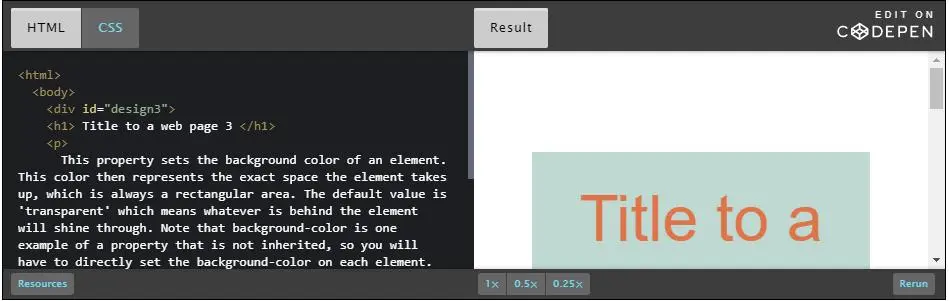 HTML CSS Result EDIT ON
CODEPEN
<html>
<body>
<div id="design3">
<h1> Title to a web page 3 </h1>
<p>
This property sets the background color of an element.
This color then represents the exact space the element takes
up, which is always a rectangular area. The default value is
'transparent' which means whatever is behind the element
will shine through. Note that background-color is one
example of a property that is not inherited, so you will
have to directly set the background-color on each element.
Title to a
Resources 1x 0.5x 0.25x Rerun